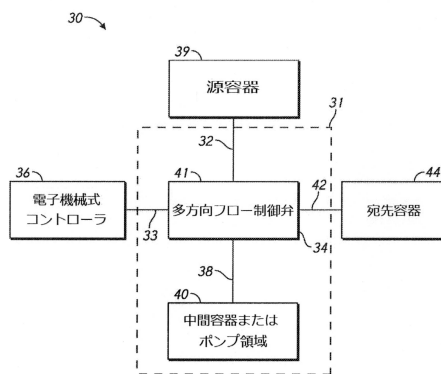 30
39
源容器
31
32
36
電子機械式
コントローラ
33
41
多方向フロー制御弁
42
34
44
宛先容器
38
40
中間容器または
ポンプ領域